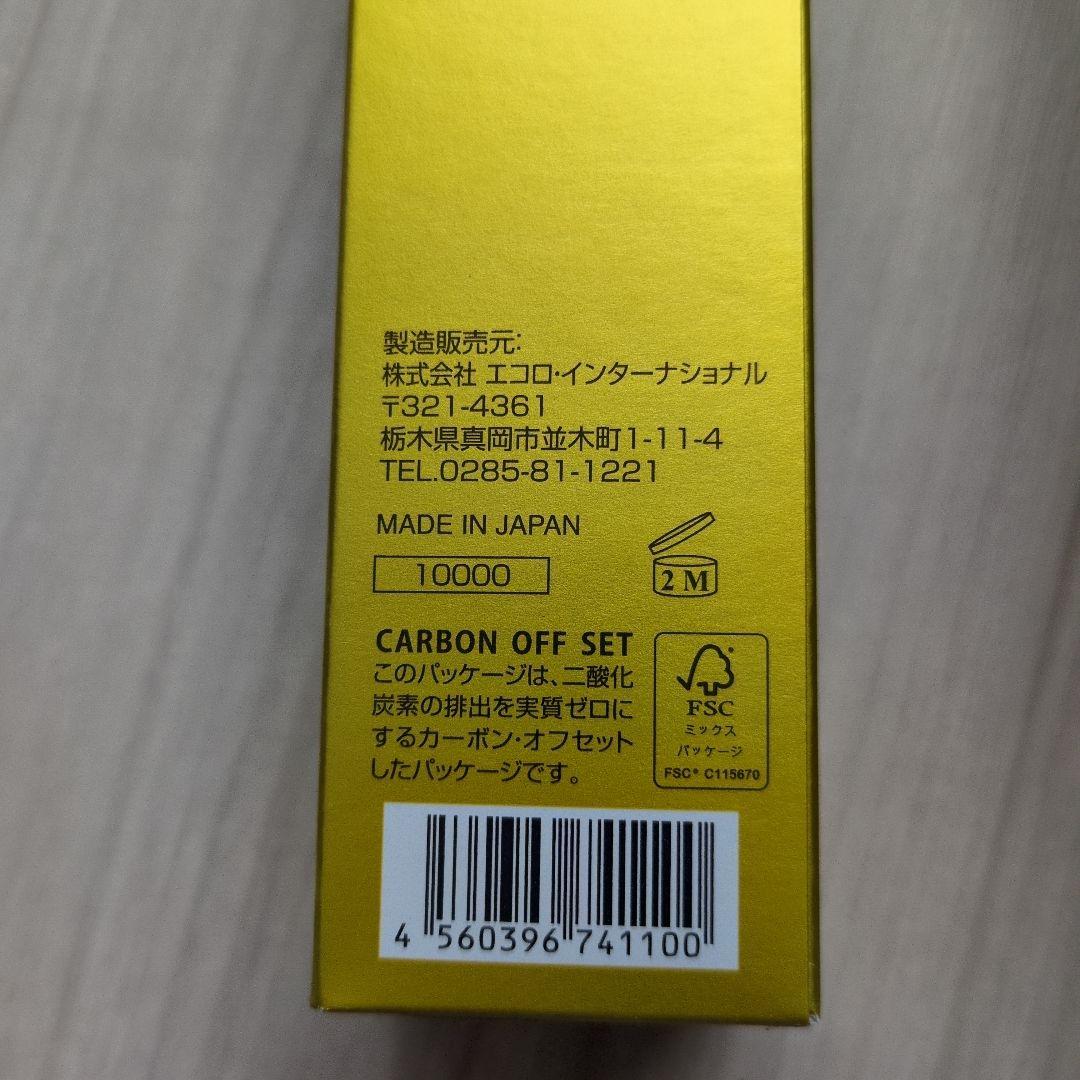 製造販売元:
株式会社 エコロ・インターナショナル
〒321-4361
栃木県真岡市並木町1-11-4
TEL.0285-81-1221
MADE IN JAPAN
10000
2 M
CARBON OFF SET
このパッケージは、二酸化
炭素の排出を実質ゼロに
するカーボン・オフセット
したパッケージです。
FSC
ミックス
パッケージ
FSC® C115670
4 560396 741100